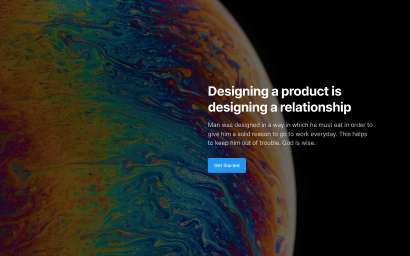 Designing a product is
designing a relationship
Man was designed in a way in which he must eat in order to
give him a solid reason to go to work everyday. This helps
to keep him out of trouble. God is wise.
Get Started